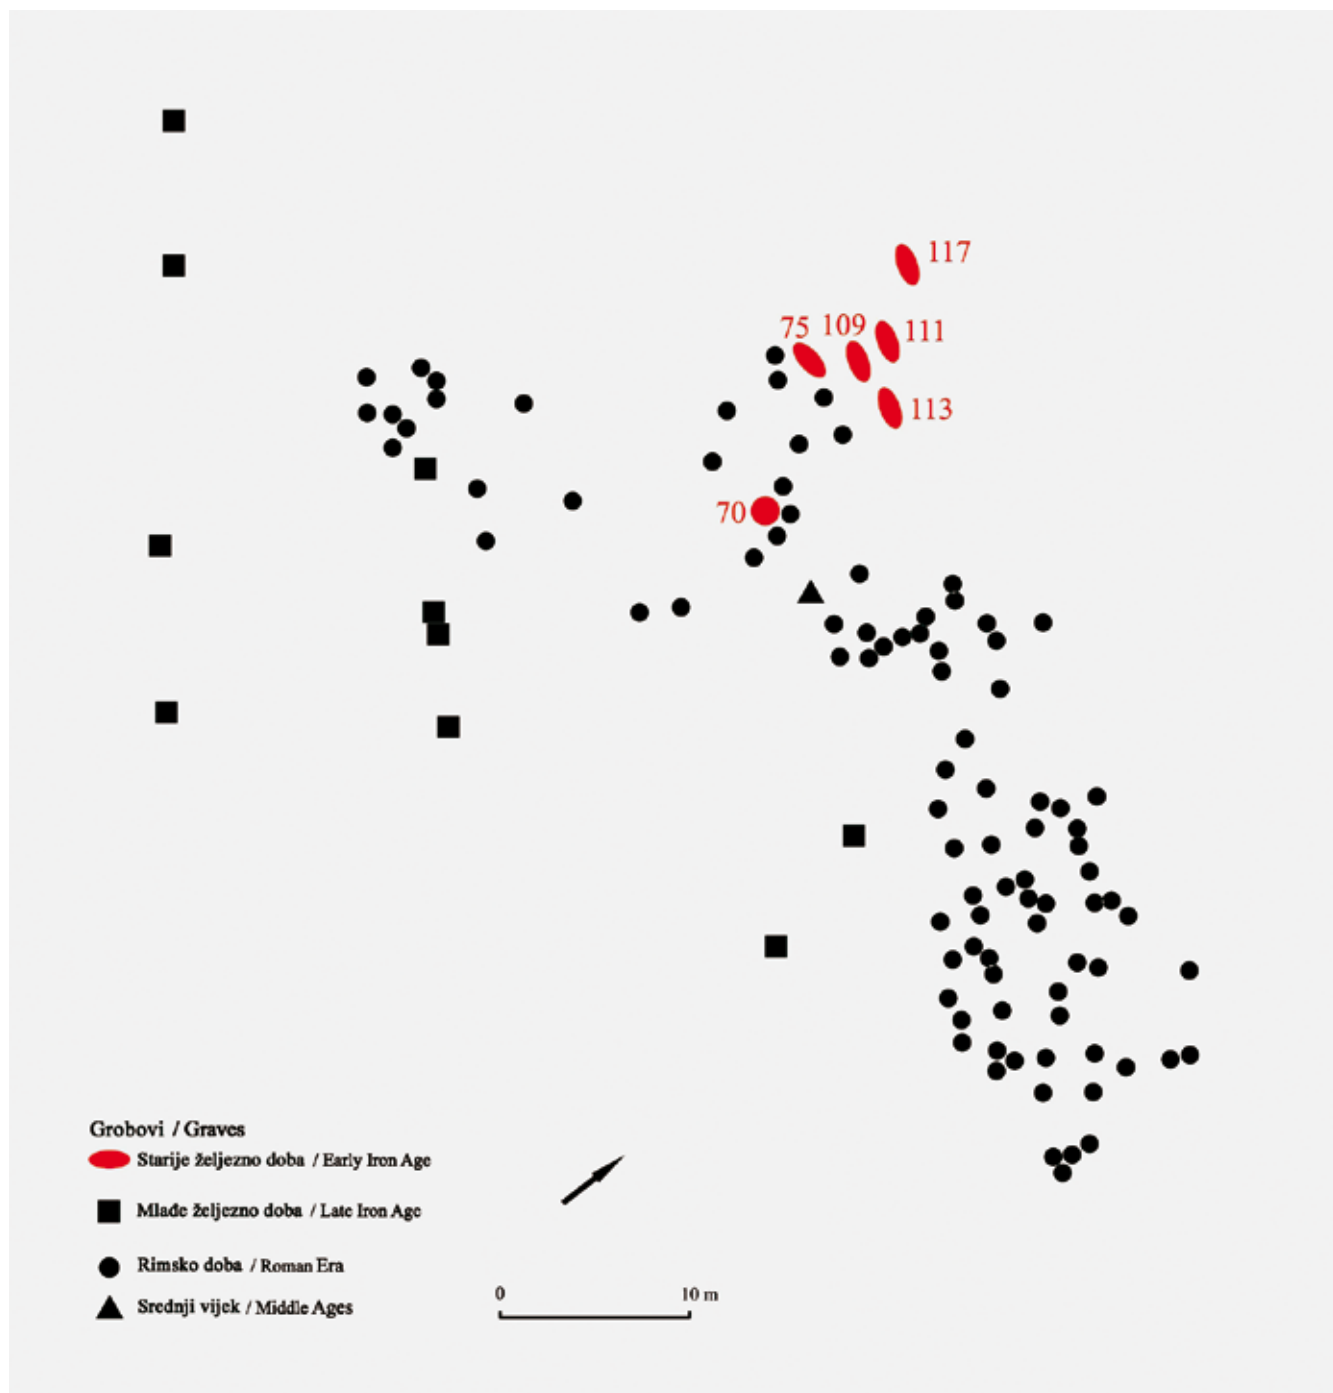 117
75 109
111
113
70
Grobovi / Graves
Starije željezno doba / Early Iron Age
Mlađe željezno doba / Late Iron Age
Rimsko doba / Roman Era
Srednji vijek / Middle Ages
0 10 m